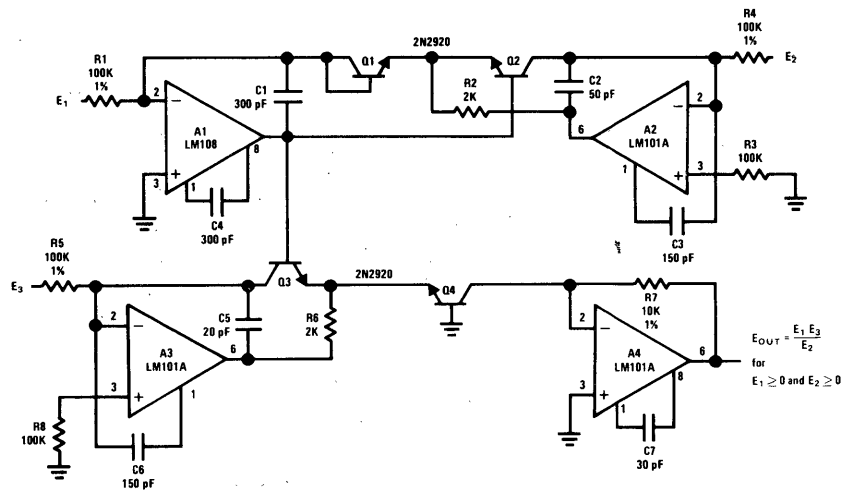 R1
100K
1%
E1
2
3
A1
LM108
1
8
C4
300 pF
C1
300 pF
Q1
2N2920
Q2
R2
2K
C2
50 pF
6
A2
LM101A
2
3
1
C3
150 pF
R4
100K
1%
E2
R3
100K
R5
100K
1%
E3
2
3
A3
LM101A
6
1
R8
100K
C6
150 pF
C5
20 pF
Q3
R6
2K
2N2920
Q4
2
3
A4
LM101A
6
8
1
C7
30 pF
R7
10K
1%
EOUT = E1 E3 / E2
for
E1 ≥ 0 and E2 ≥ 0